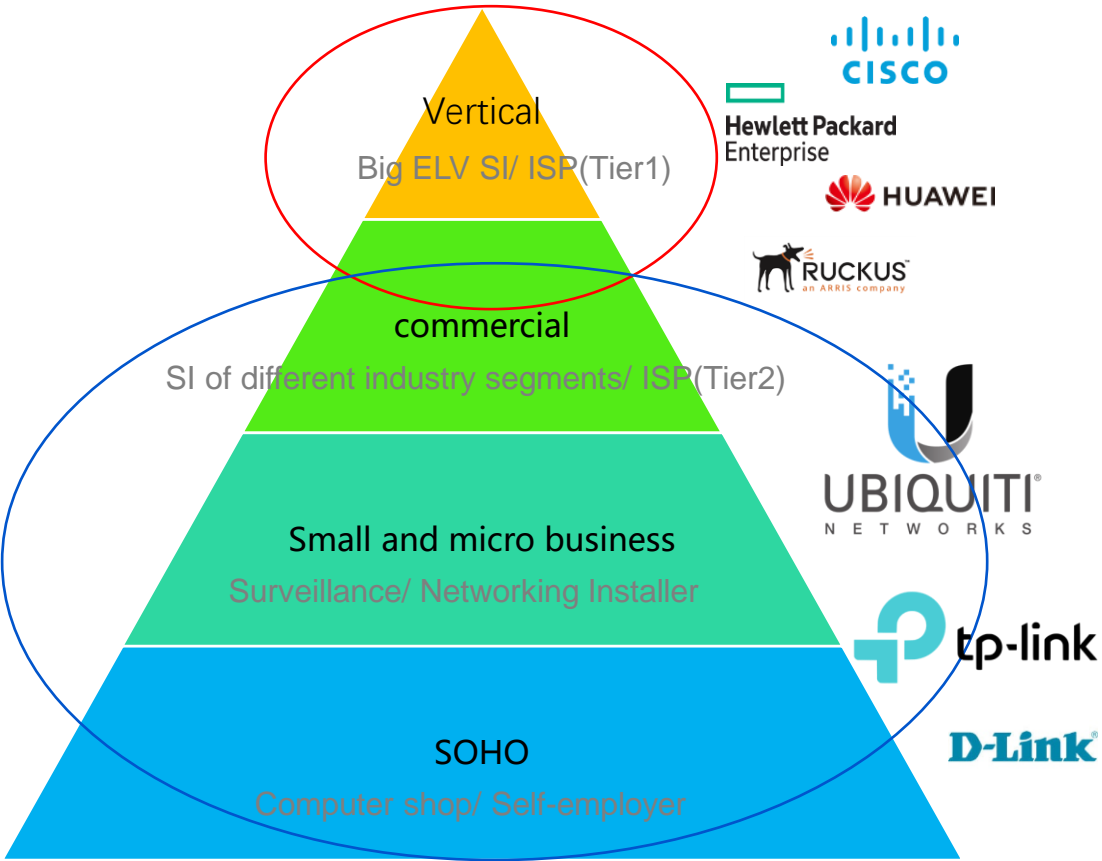 CISCO
Vertical
Hewlett Packard
Enterprise
Big ELV SI/ ISP(Tier1)
HUAWEI
RUCKUS™
an ARRIS company
commercial
SI of different industry segments/ ISP(Tier2)
U
UBIQUITI®
NETWORKS
Small and micro business
Surveillance/ Networking Installer
tp-link
SOHO
D-Link®
Computer shop/ Self-employer